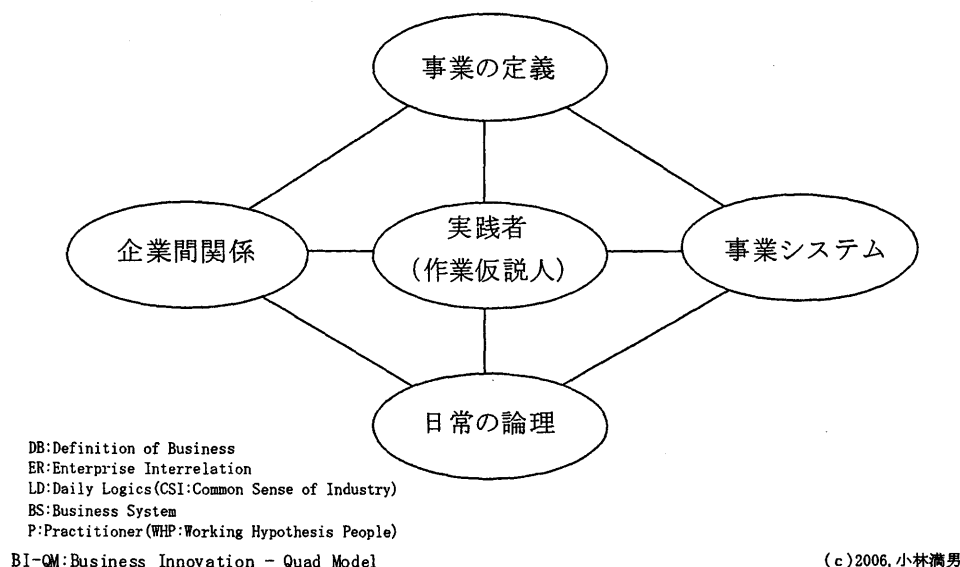 事業の定義
企業間関係
実践者
(作業仮説人)
事業システム
日常の論理
DB:Definition of Business
ER:Enterprise Interrelation
LD:Daily Logics(CSI:Common Sense of Industry)
BS:Business System
P:Practitioner(WHP:Working Hypothesis People)
BI-QM:Business Innovation - Quad Model
(c)2006,小林満男